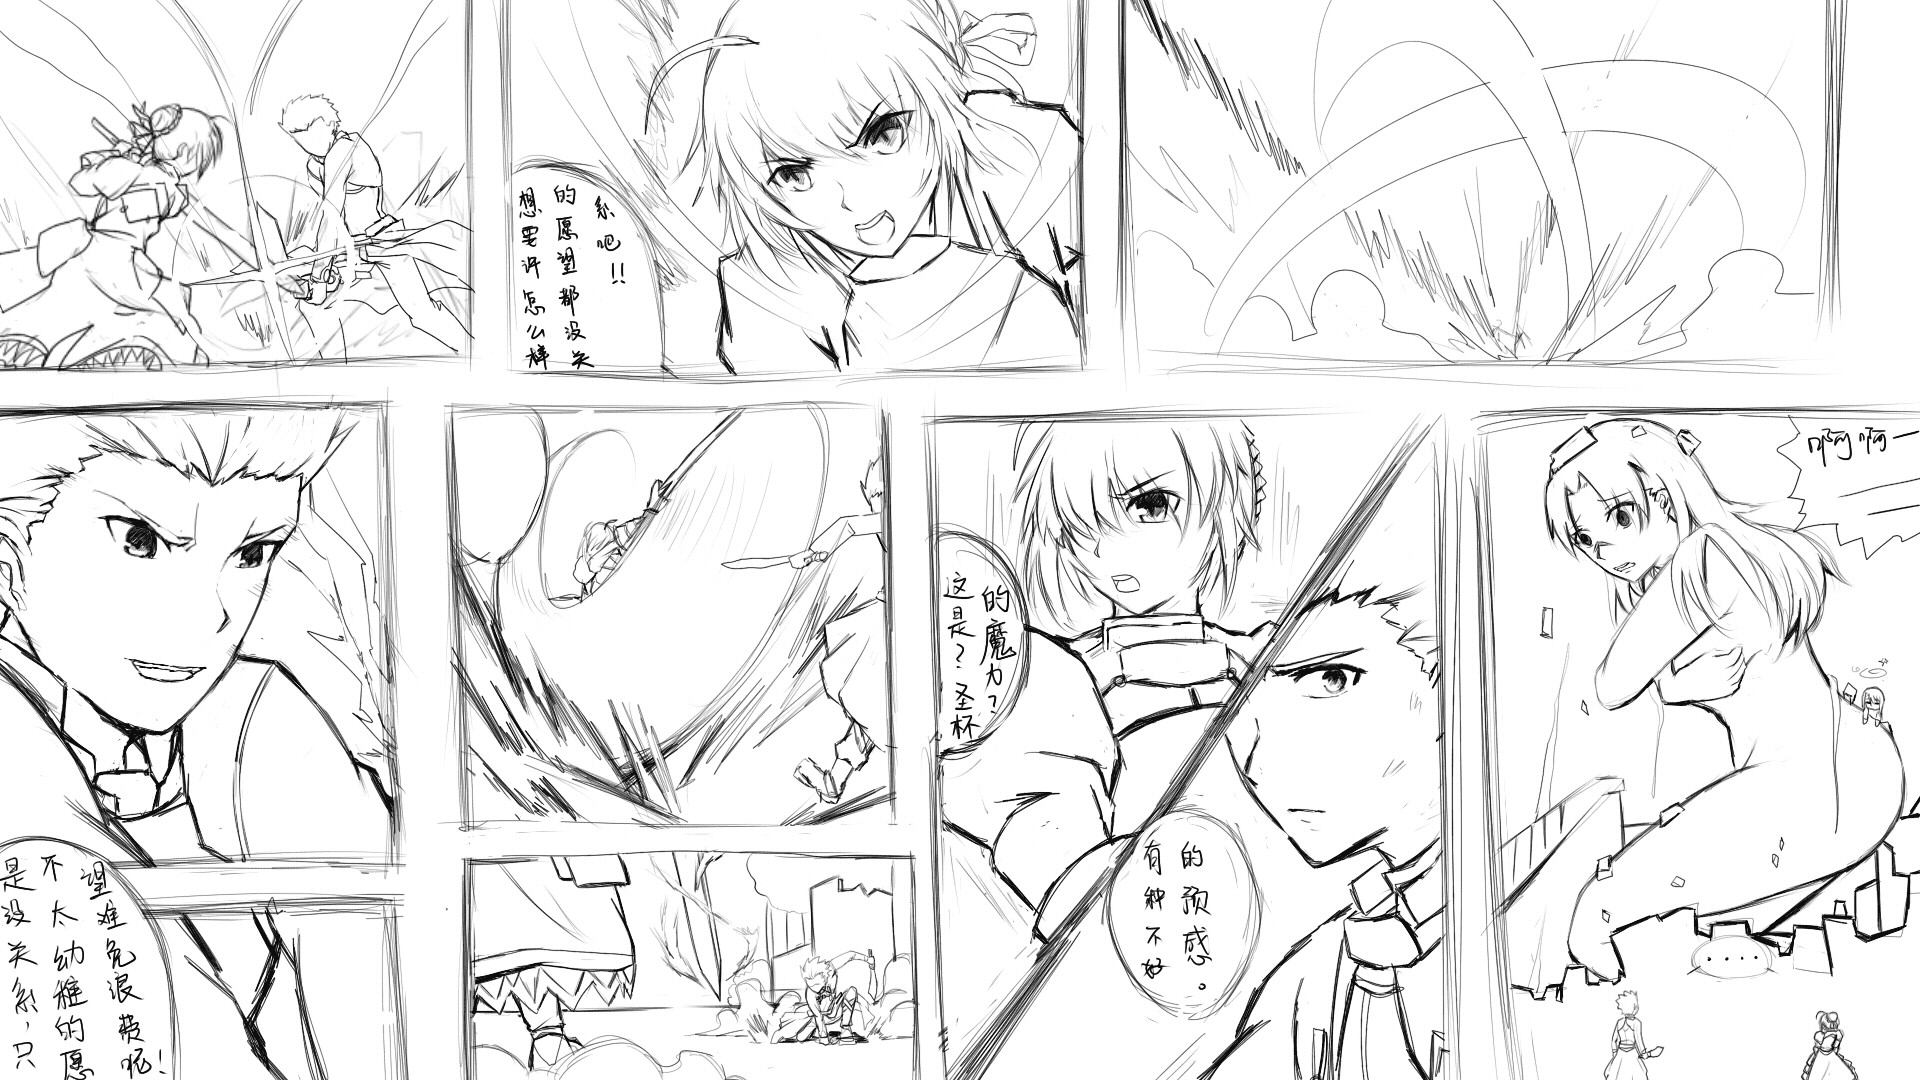 想要许怎么样
的愿望都没关
系吧!!
是没关系,只
不太幼稚的愿
望难免浪费呢!
这是?圣杯
的魔力?
有种不好
的预感。
啊啊—
....